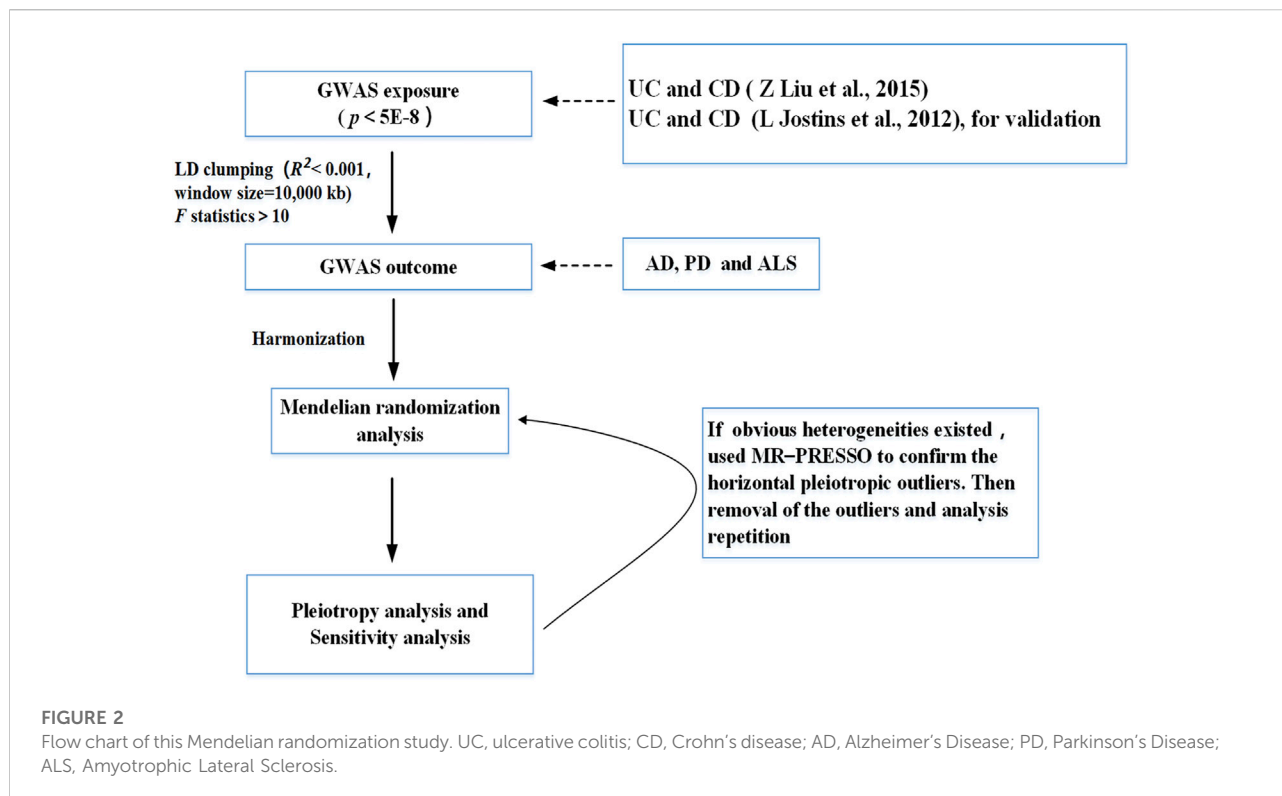 GWAS exposure
( p < 5E-8 )
UC and CD ( Z Liu et al., 2015)
UC and CD (L Jostins et al., 2012), for validation
LD clumping (R²< 0.001,
window size=10,000 kb)
F statistics > 10
GWAS outcome
AD, PD and ALS
Harmonization
Mendelian randomization
analysis
If obvious heterogeneities existed ,
used MR-PRESSO to confirm the
horizontal pleiotropic outliers. Then
removal of the outliers and analysis
repetition
Pleiotropy analysis and
Sensitivity analysis
FIGURE 2
Flow chart of this Mendelian randomization study. UC, ulcerative colitis; CD, Crohn's disease; AD, Alzheimer's Disease; PD, Parkinson's Disease;
ALS, Amyotrophic Lateral Sclerosis.